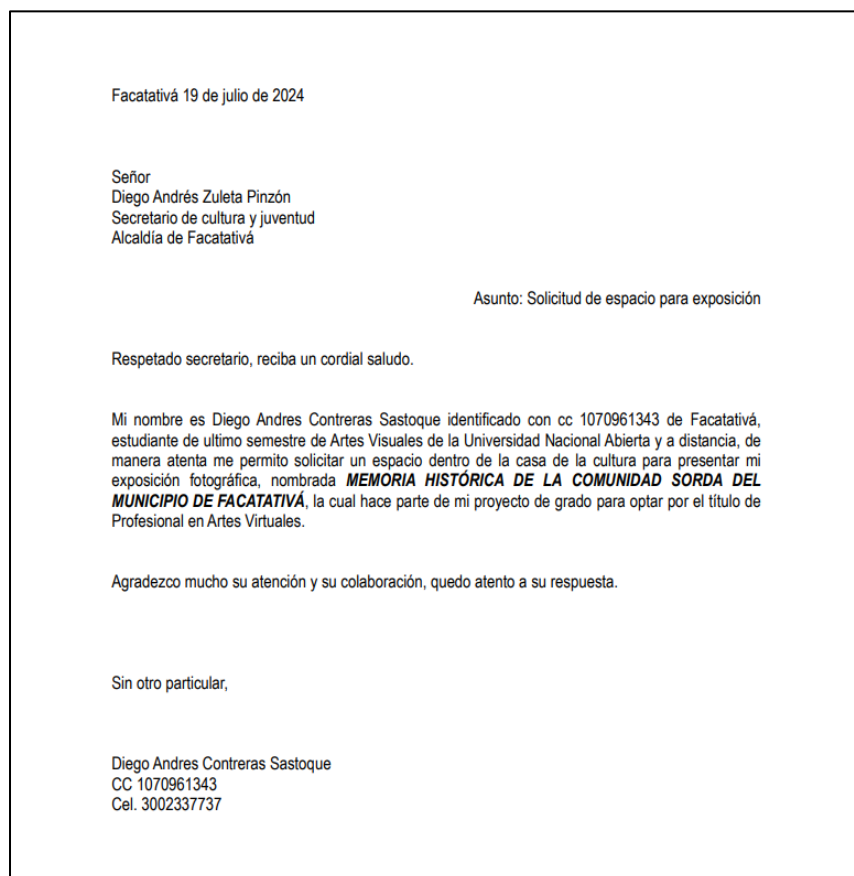 Facatativá 19 de julio de 2024
Señor
Diego Andrés Zuleta Pinzón
Secretario de cultura y juventud
Alcaldía de Facatativá
Asunto: Solicitud de espacio para exposición
Respetado secretario, reciba un cordial saludo.
Mi nombre es Diego Andres Contreras Sastoque identificado con cc 1070961343 de Facatativá,
estudiante de ultimo semestre de Artes Visuales de la Universidad Nacional Abierta y a distancia, de
manera atenta me permito solicitar un espacio dentro de la casa de la cultura para presentar mi
exposición fotográfica, nombrada MEMORIA HISTÓRICA DE LA COMUNIDAD SORDA DEL
MUNICIPIO DE FACATATIVÁ, la cual hace parte de mi proyecto de grado para optar por el título de
Profesional en Artes Virtuales.
Agradezco mucho su atención y su colaboración, quedo atento a su respuesta.
Sin otro particular,
Diego Andres Contreras Sastoque
CC 1070961343
Cel. 3002337737